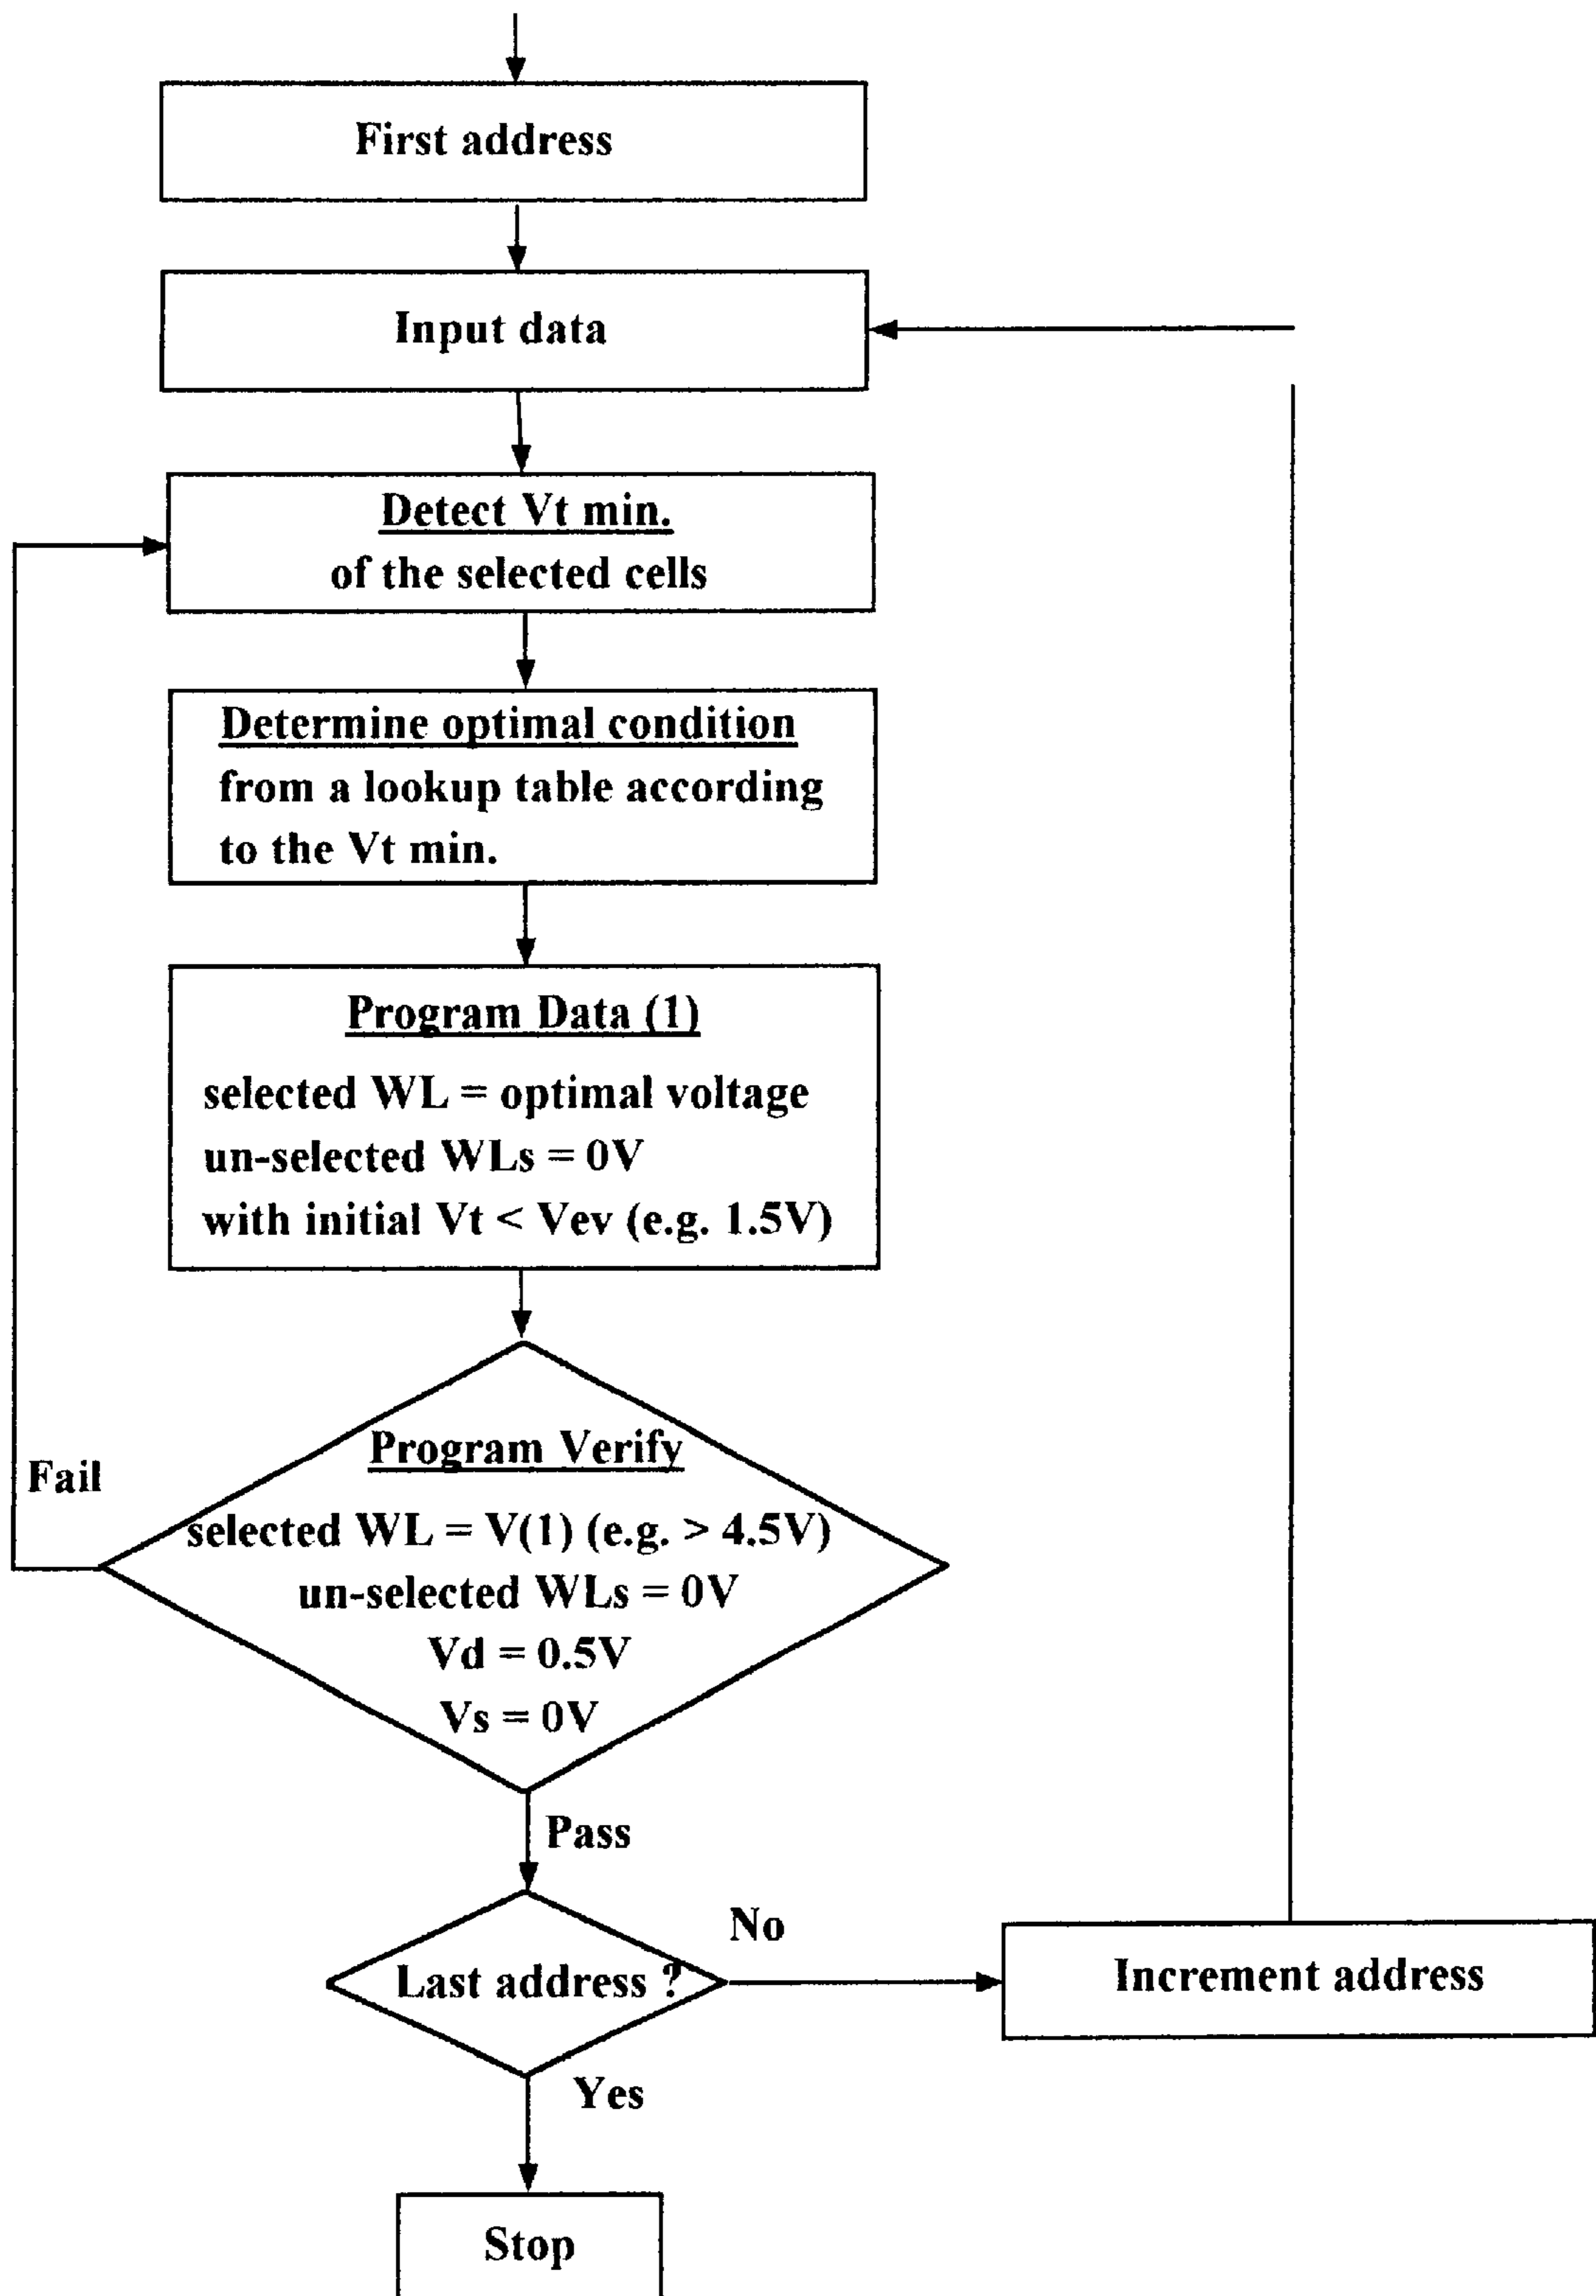 First address
Input data
Detect Vt min.
of the selected cells
Determine optimal condition
from a lookup table according
to the Vt min.
Program Data (1)
selected WL = optimal voltage
un-selected WLs = 0V
with initial Vt < Vev (e.g. 1.5V)
Program Verify
Fail
selected WL = V(1) (e.g. > 4.5V)
un-selected WLs = 0V
Vd = 0.5V
Vs = 0V
Pass
No
Last address ?
Increment address
Yes
Stop